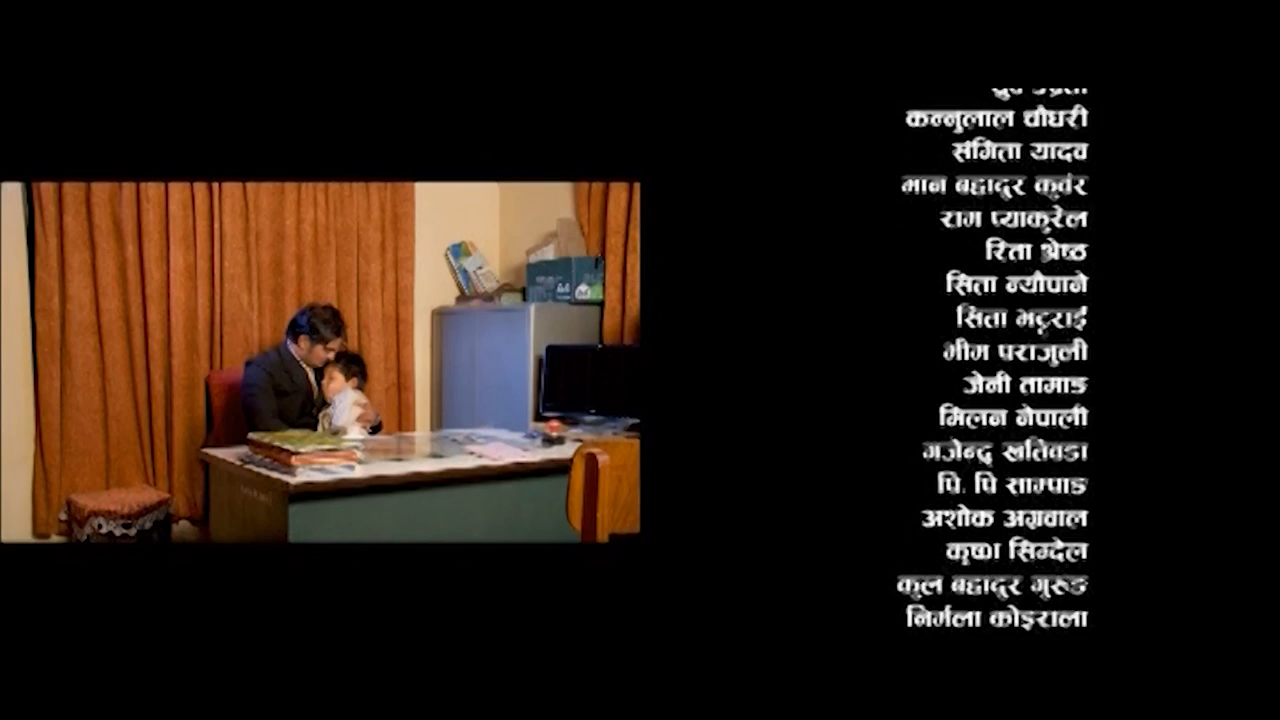 कन्नुलाल चौधरी
संगिता यादव
मान बहादुर कुवंर
राम प्याकुरेल
रिता श्रेष्ठ
सिता न्यौपाने
सिता भट्टराई
भीम पराजुली
जेनी तामाङ
मिलन नेपाली
गजेन्द्र खतिवडा
पि. पि साम्पाङ
अशोक अग्रवाल
कृष्ण सिग्देल
कुल बहादुर गुरुङ
निर्मला कोइराला